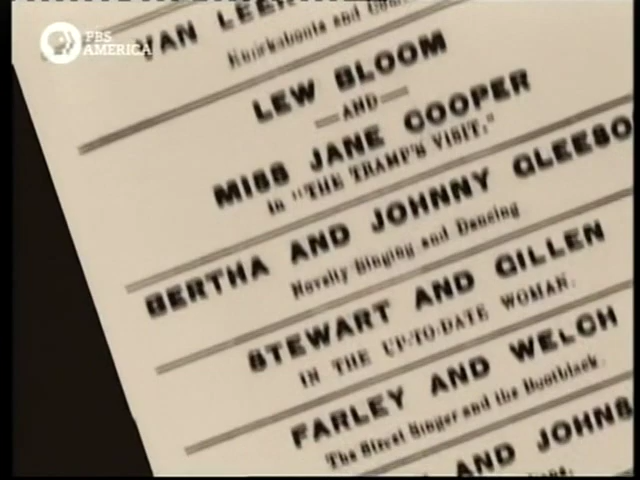 PBS
AMERICA
VAN
Knockabouts and
LEW BLOOM
AND
MISS JANE COOPER
in "THE TRAMP'S VISIT."
BERTHA AND JOHNNY GLEESO
Novelty Singing and Dancing
STEWART AND GILLEN
IN THE UP-TO-DATE WOMAN.
FARLEY AND WELCH
The Street Singer and the Bootblack.
AND JOHNS